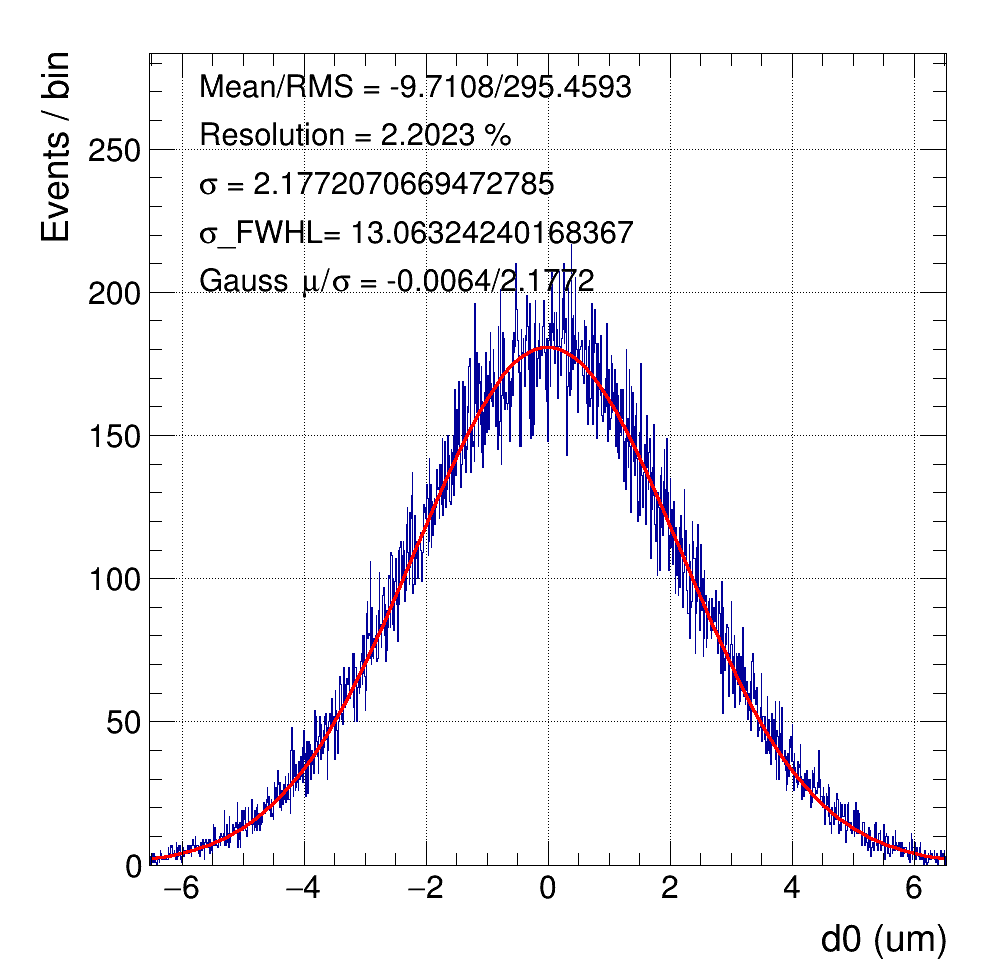 Events / bin
Mean/RMS = -9.7108/295.4593
Resolution = 2.2023 %
σ = 2.1772070669472785
σ_FWHL= 13.06324240168367
Gauss μ/σ = -0.0064/2.1772
250
200
150
100
50
0
−6 −4 −2 0 2 4 6
d0 (um)